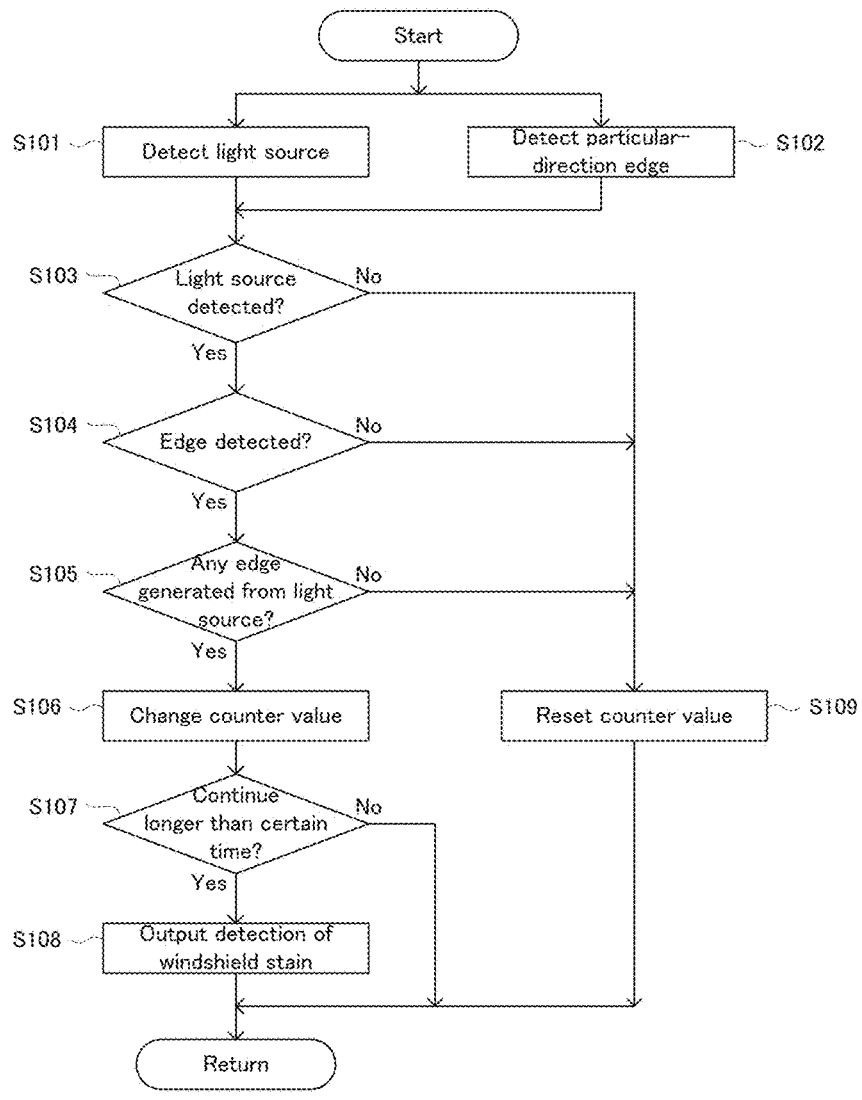 Start
S101
Detect light source
Detect particular-
direction edge
S102
S103
Light source
detected?
No
Yes
S104
Edge detected?
No
Yes
S105
Any edge
generated from light
source?
No
Yes
S106
Change counter value
Reset counter value
S109
S107
Continue
longer than certain
time?
No
Yes
S108
Output detection of
windshield stain
Return